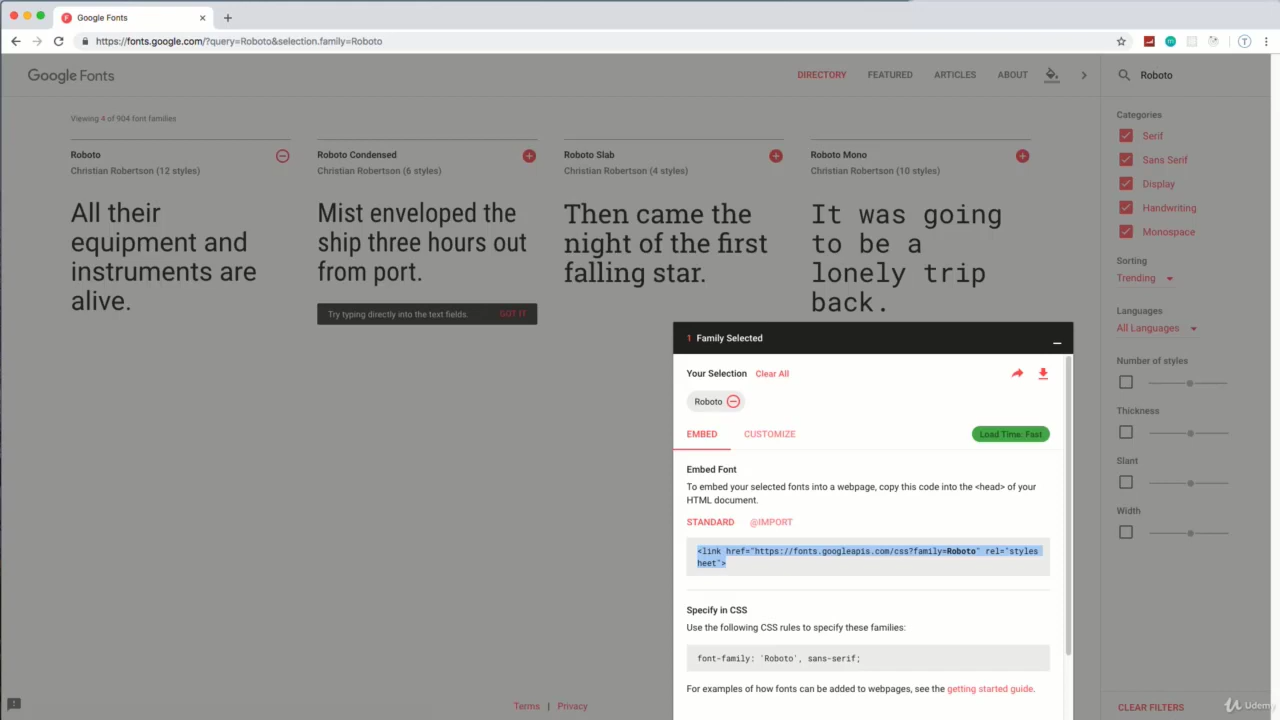 Google Fonts
https://fonts.google.com/?query=Roboto&selection.family=Roboto
T
Google Fonts
DIRECTORY
FEATURED
ARTICLES
ABOUT
Roboto
Viewing 4 of 904 font families
Roboto
Christian Robertson (12 styles)
All their
equipment and
instruments are
alive.
Roboto Condensed
Christian Robertson (6 styles)
Mist enveloped the
ship three hours out
from port.
Try typing directly into the text fields. GOT IT
Roboto Slab
Christian Robertson (4 styles)
Then came the
night of the first
falling star.
Roboto Mono
Christian Robertson (10 styles)
It was going
to be a
lonely trip
back.
Categories
Serif
Sans Serif
Display
Handwriting
Monospace
Sorting
Trending
Languages
All Languages
Number of styles
Thickness
Slant
Width
CLEAR FILTERS
1 Family Selected
Your Selection Clear All
Roboto
EMBED CUSTOMIZE Load Time: Fast
Embed Font
To embed your selected fonts into a webpage, copy this code into the <head> of your
HTML document.
STANDARD @IMPORT
<link href="https://fonts.googleapis.com/css?family=Roboto" rel="styles
heet">
Specify in CSS
Use the following CSS rules to specify these families:
font-family: 'Roboto', sans-serif;
For examples of how fonts can be added to webpages, see the getting started guide.
Terms | Privacy
Udemy